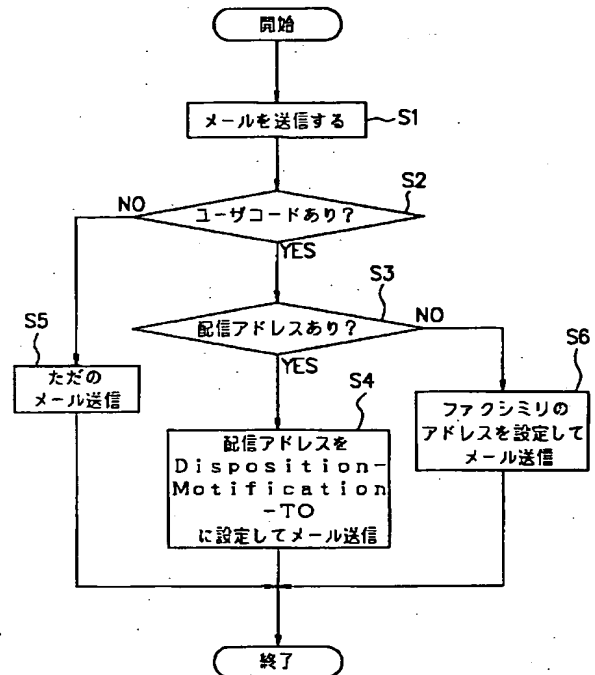 開始
メールを送信する
S1
S2
NO
ユーザコードあり?
YES
S3
配信アドレスあり?
NO
YES
S5
ただの
メール送信
S4
配信アドレスを
Disposition-
Motification
-TO
に設定してメール送信
S6
ファクシミリの
アドレスを設定して
メール送信
終了